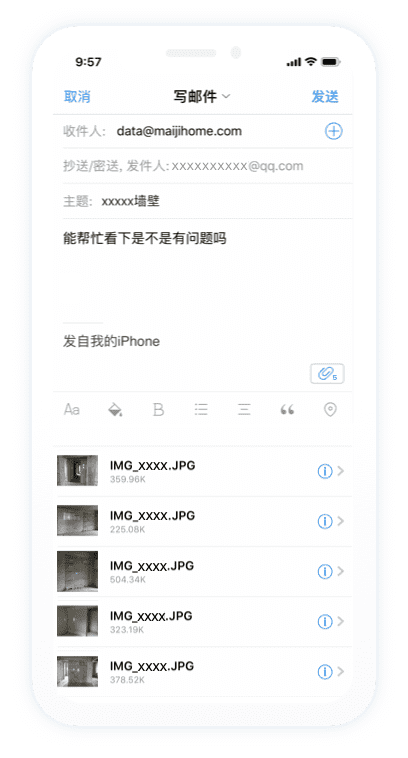 9:57
取消 写邮件 发送
收件人: data@maijihome.com
抄送/密送, 发件人: XXXXXXXXXX@qq.com
主题: xxxxx墙壁
能帮忙看下是不是有问题吗
发自我的iPhone
5
Aa B
IMG_XXXX.JPG
359.96K
IMG_XXXX.JPG
225.08K
IMG_XXXX.JPG
504.34K
IMG_XXXX.JPG
323.19K
IMG_XXXX.JPG
378.52K